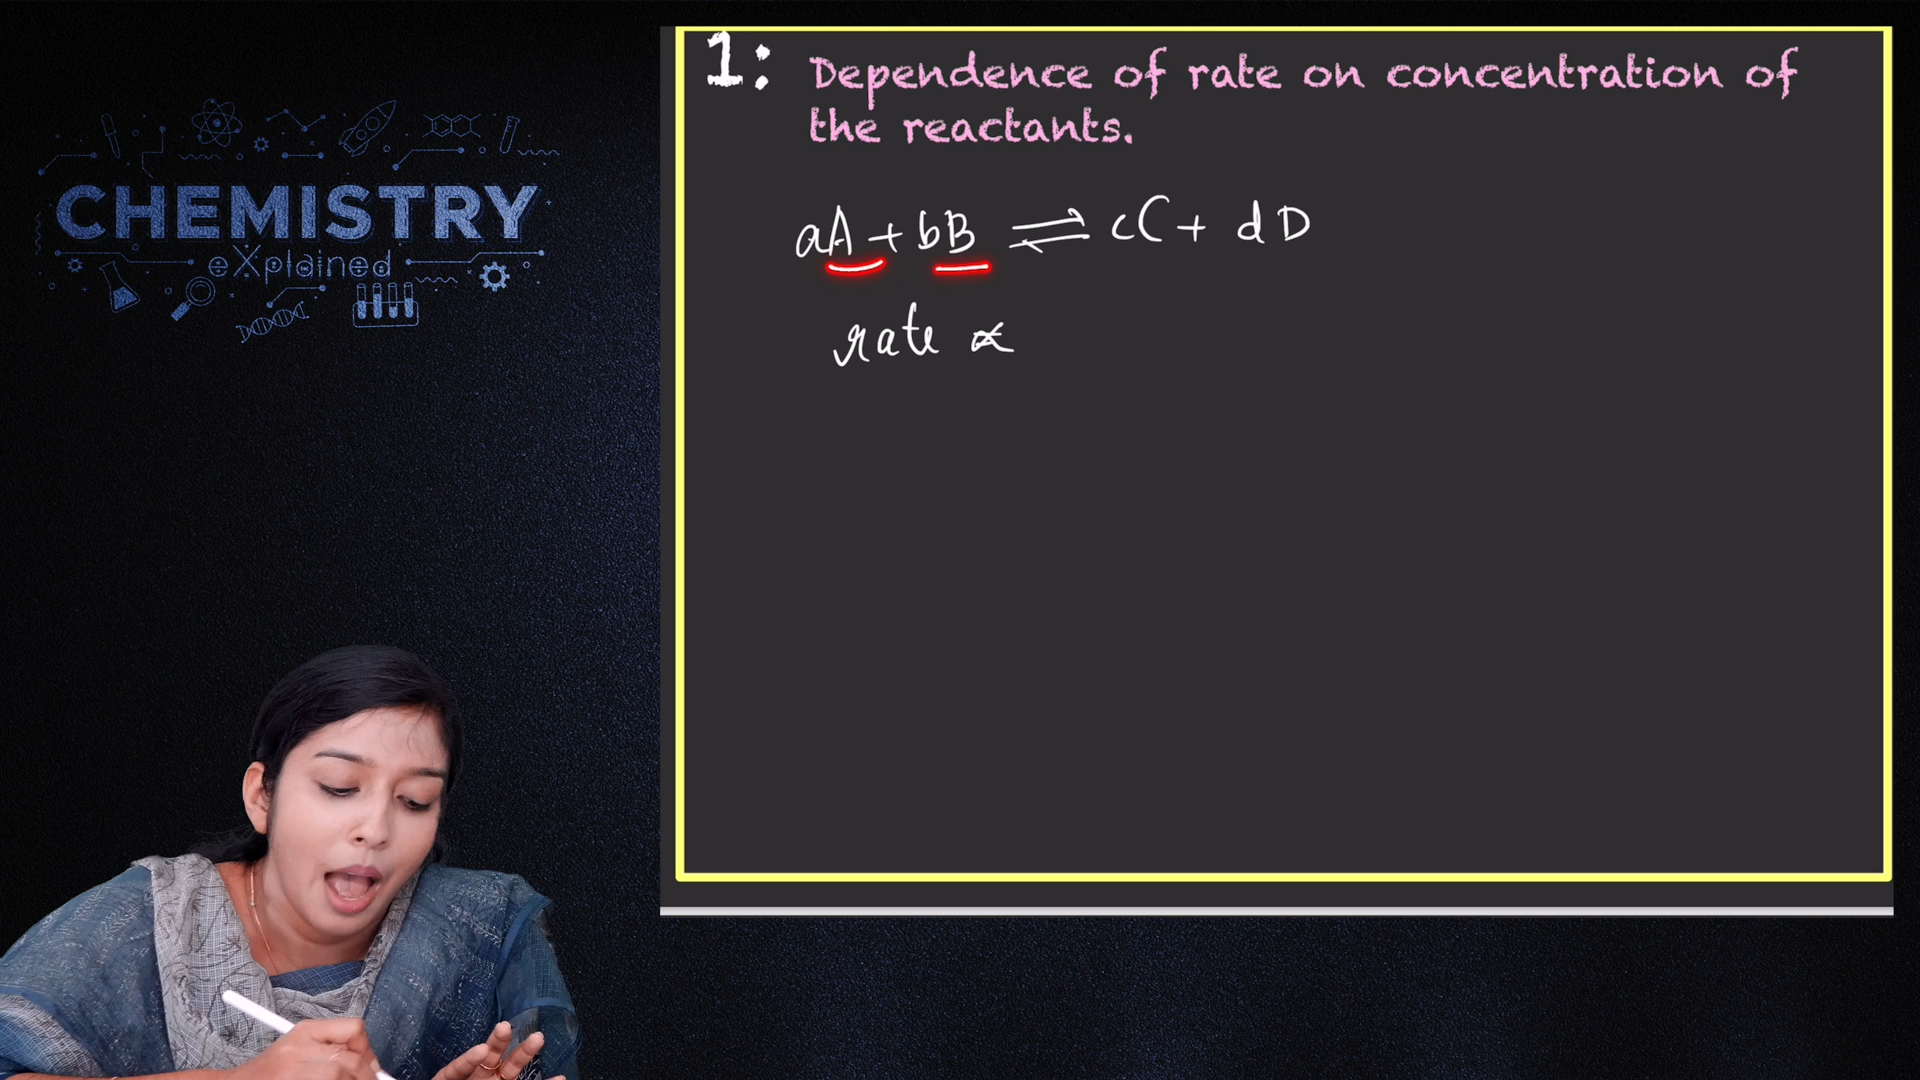 CHEMISTRY
eXplained
1: Dependence of rate on concentration of
the reactants.
aA + bB ⇌ cC + dD
rate ∝